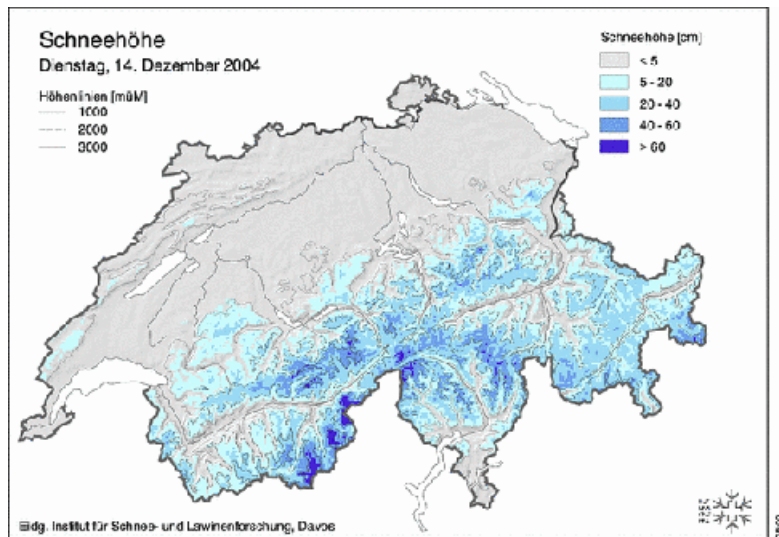 Schneehöhe
Dienstag, 14. Dezember 2004
Höhenlinien [müM]
1000
2000
3000
Schneehöhe [cm]
< 5
5 - 20
20 - 40
40 - 60
> 60
Eidg. Institut für Schnee- und Lawinenforschung, Davos